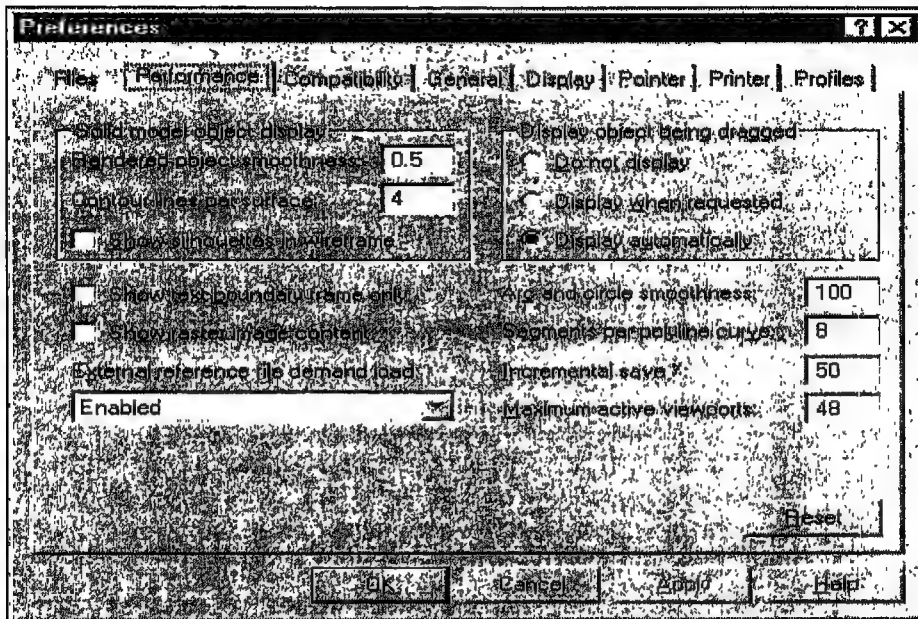 Preferences
Files Performance Compatibility General Display Pointer Printer Profiles
Solid model object display
Rendered object smoothness: 0.5
Contour lines per surface: 4
Show silhouettes in wireframe
Display object being dragged
Do not display
Display when requested
Display automatically
Show text boundary frame only
Show raster image content
External reference file demand load:
Enabled
Arc and circle smoothness: 100
Segments per polyline curve: 8
Incremental save %: 50
Maximum active viewports: 48
Reset
OK Cancel Apply Help